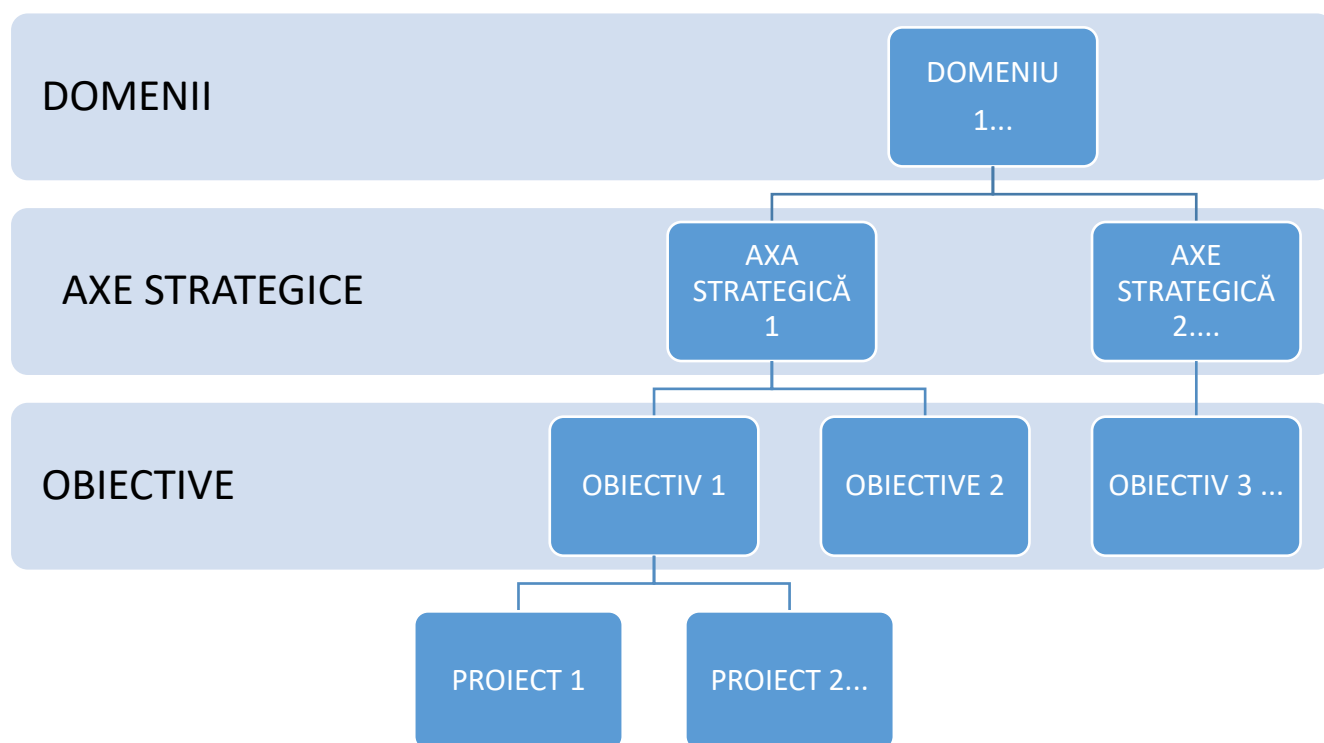 DOMENII
DOMENIU
1...
AXE STRATEGICE
AXA
STRATEGICĂ
1
AXE
STRATEGICĂ
2....
OBIECTIVE
OBIECTIV 1
OBIECTIVE 2
OBIECTIV 3 ...
PROIECT 1
PROIECT 2...